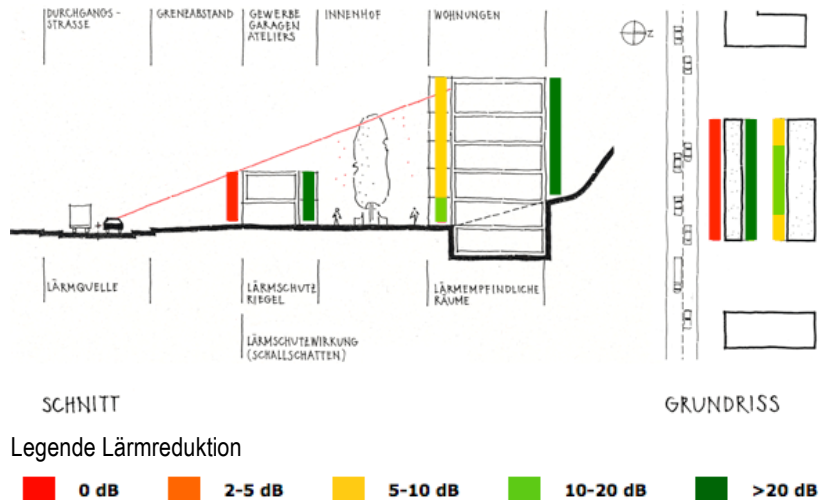 DURCHGANGS-
STRASSE
GRENZABSTAND
GEWERBE
GARAGEN
ATELIERS
INNENHOF
WOHNUNGEN
Z
LÄRMQUELLE
LÄRMSCHUTZ
RIEGEL
LÄRMEMPFINDLICHE
RÄUME
LÄRMSCHUTZWIRKUNG
(SCHALLSCHATTEN)
SCHNITT
GRUNDRISS
Legende Lärmreduktion
0 dB
2-5 dB
5-10 dB
10-20 dB
>20 dB